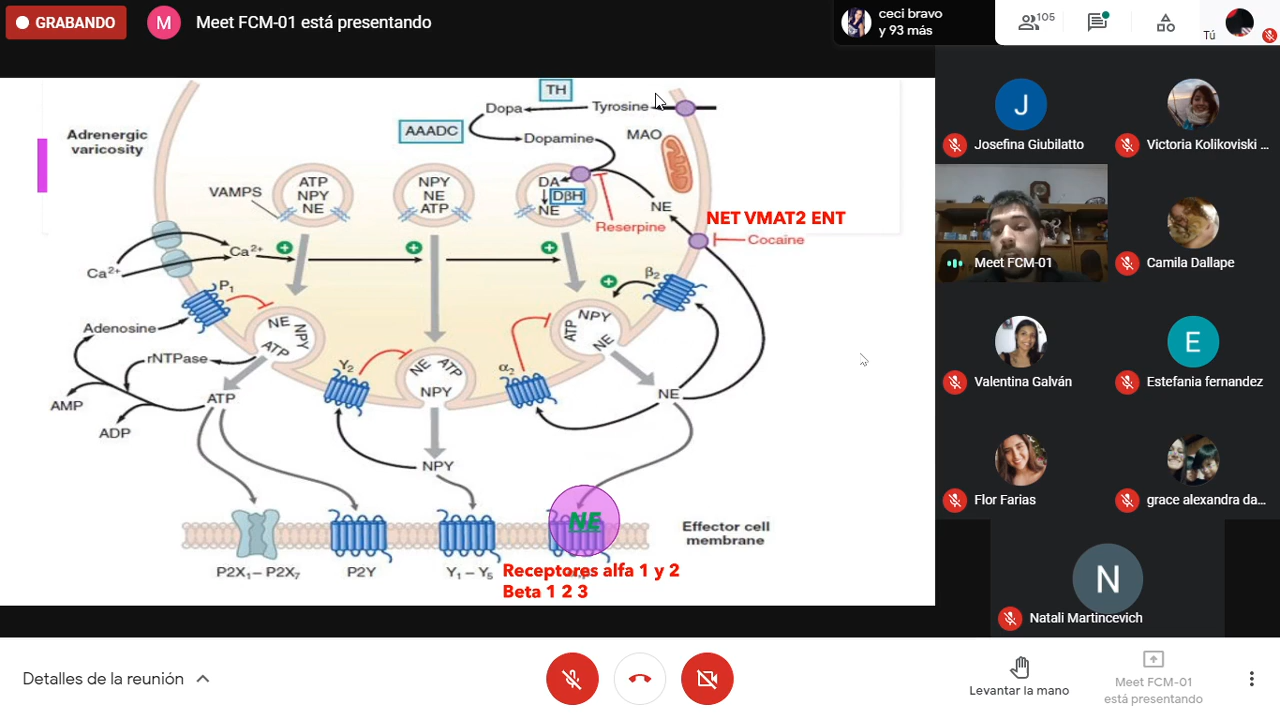 GRABANDO
M
Meet FCM-01 está presentando
ceci bravo
y 93 más
105
Tú
TH
Dopa
Tyrosine
AAADC
Dopamine
MAO
Adrenergic
varicosity
VAMPS
ATP
NPY
NE
NPY
NE
ATP
DA
DβH
NE
NE
Reserpine
NET VMAT2 ENT
Cocaine
Ca2+
Ca2+
P1
β2
Adenosine
NE
NPY
ATP
rNTPase
Y2
NE
ATP
NPY
α2
ATP
NPY
NE
AMP
ADP
ATP
NE
NPY
NE
Effector cell
membrane
P2X1– P2X7
P2Y
Y1 – Y5
Receptores alfa 1 y 2
Beta 1 2 3
J
Josefina Giubilatto
Victoria Kolikoviski ...
Meet FCM-01
Camila Dallape
Valentina Galván
E
Estefania fernandez
Flor Farias
grace alexandra da...
N
Natali Martincevich
Detalles de la reunión
Levantar la mano
Meet FCM-01
está presentando